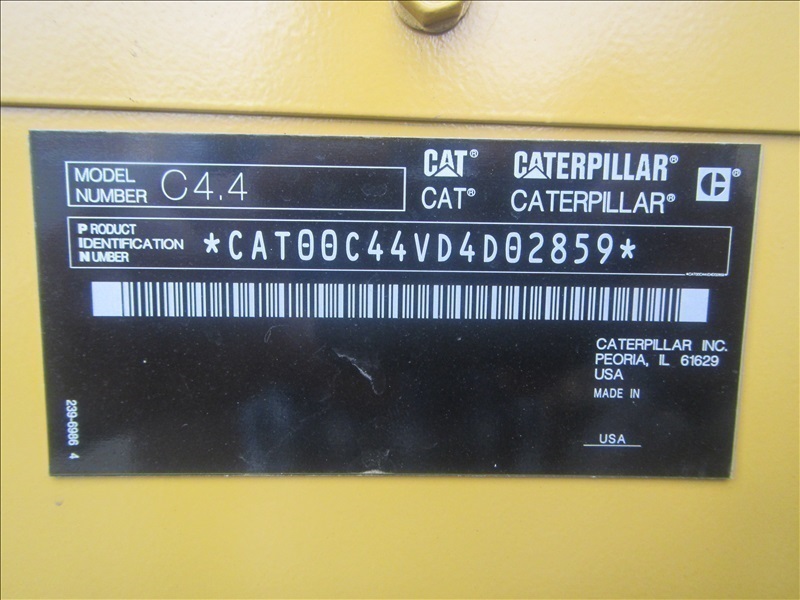 MODEL
NUMBER
C4.4
CAT® CATERPILLAR®
CAT® CATERPILLAR®
PRODUCT
IDENTIFICATION
NUMBER
*CAT00C44VD4D02859*
CATERPILLAR INC.
PEORIA, IL 61629
USA
MADE IN
USA
239-6966 4